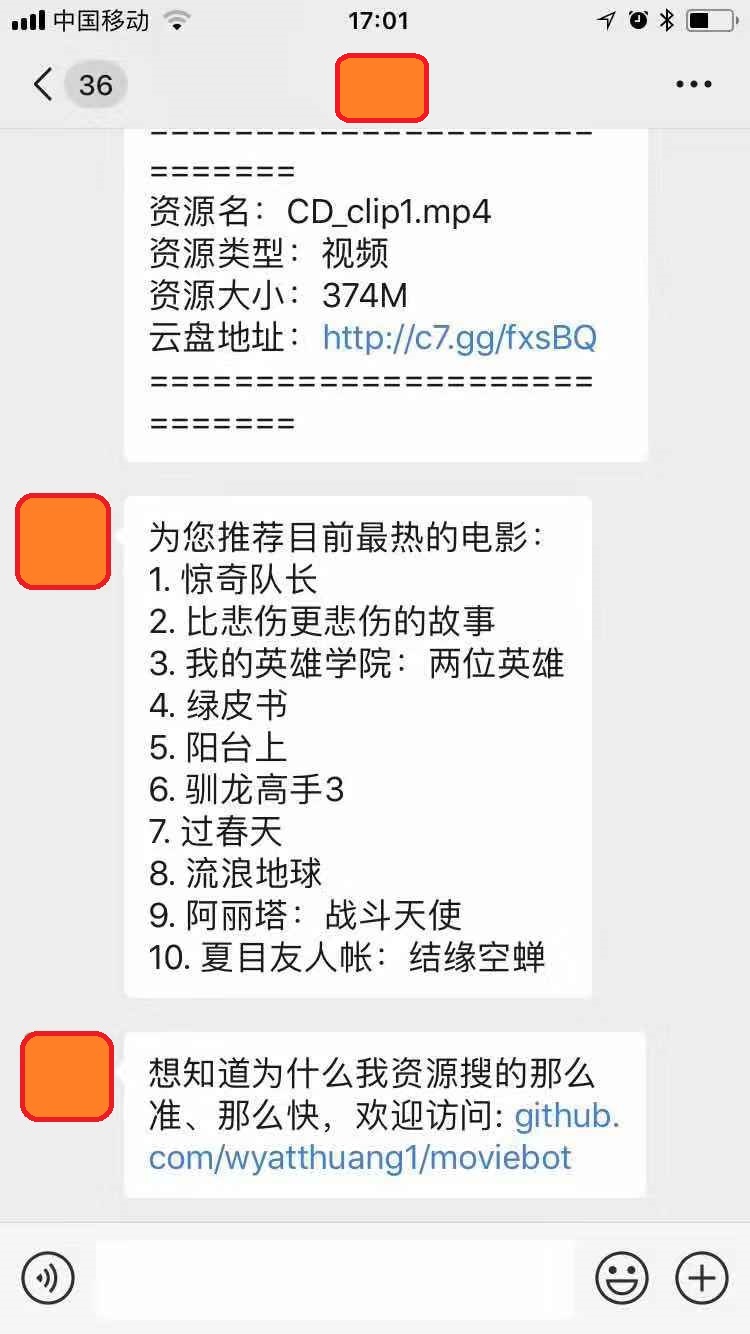 中国移动 17:01
36
=====================
=======
资源名：CD_clip1.mp4
资源类型：视频
资源大小：374M
云盘地址：http://c7.gg/fxsBQ
=====================
=======
为您推荐目前最热的电影：
1. 惊奇队长
2. 比悲伤更悲伤的故事
3. 我的英雄学院：两位英雄
4. 绿皮书
5. 阳台上
6. 驯龙高手3
7. 过春天
8. 流浪地球
9. 阿丽塔：战斗天使
10. 夏目友人帐：结缘空蝉
想知道为什么我资源搜的那么
准、那么快，欢迎访问: github.
com/wyatthuang1/moviebot